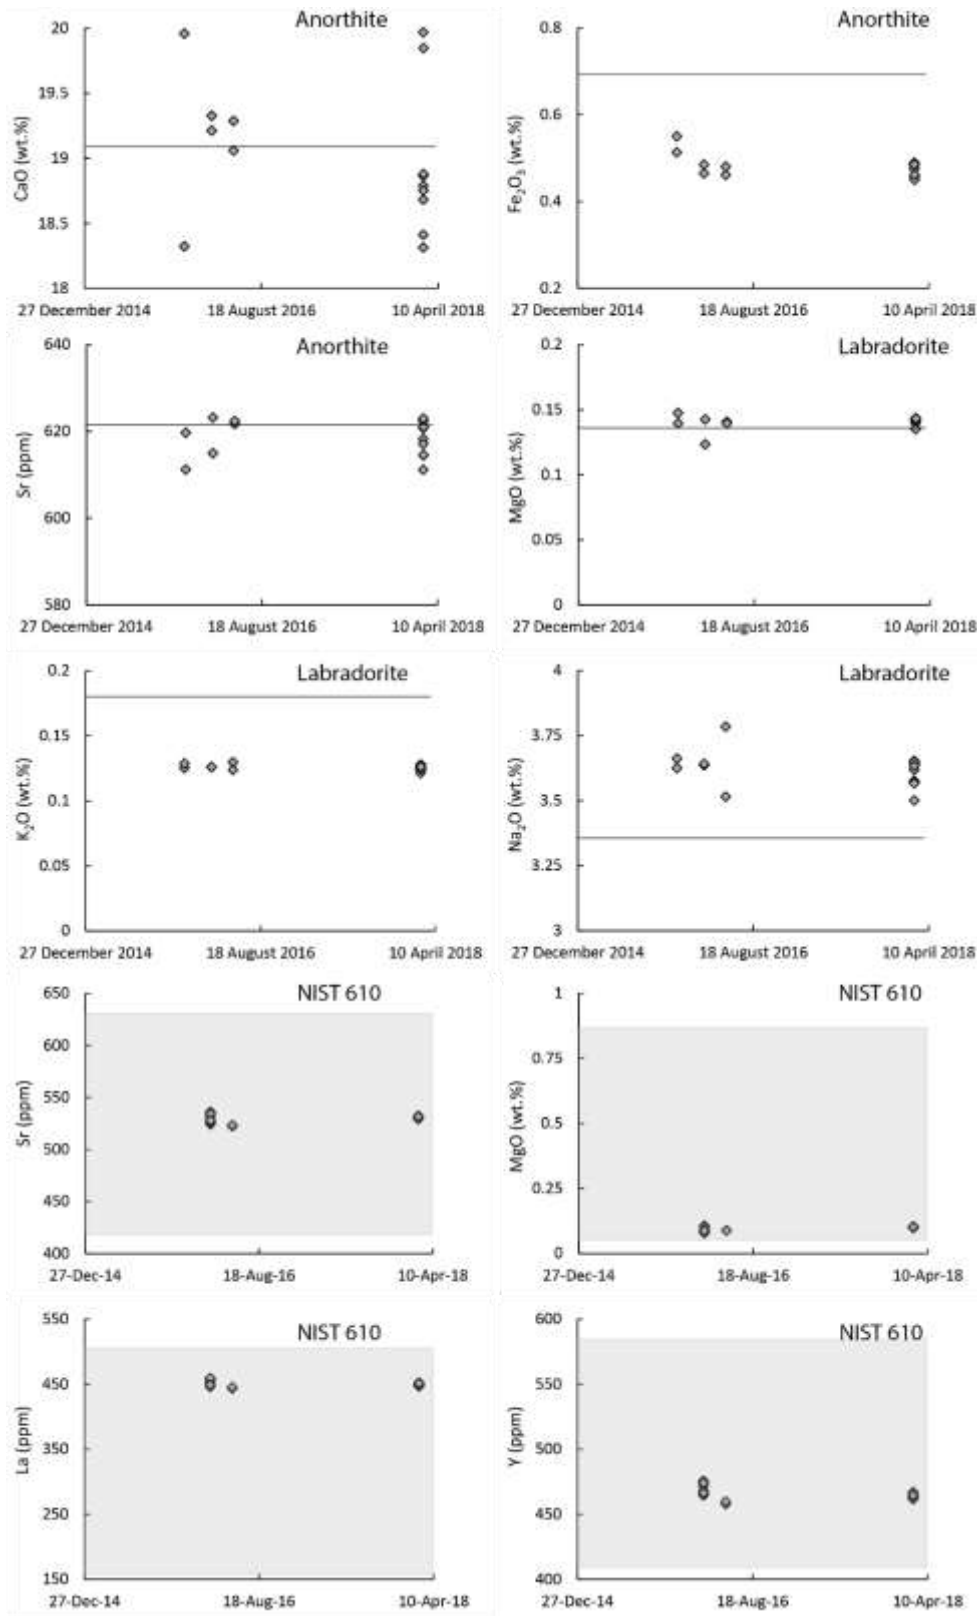 Anorthite
20
19.5
19
18.5
18
CaO (wt.%)
27 December 2014 18 August 2016 10 April 2018
Anorthite
0.8
0.6
0.4
0.2
Fe₂O₃ (wt.%)
27 December 2014 18 August 2016 10 April 2018
Anorthite
640
620
600
580
Sr (ppm)
27 December 2014 18 August 2016 10 April 2018
Labradorite
0.2
0.15
0.1
0.05
0
MgO (wt.%)
27 December 2014 18 August 2016 10 April 2018
Labradorite
0.2
0.15
0.1
0.05
0
K₂O (wt.%)
27 December 2014 18 August 2016 10 April 2018
Labradorite
4
3.75
3.5
3.25
3
Na₂O (wt.%)
27 December 2014 18 August 2016 10 April 2018
NIST 610
650
600
550
500
450
400
Sr (ppm)
27-Dec-14 18-Aug-16 10-Apr-18
NIST 610
1
0.75
0.5
0.25
0
MgO (wt.%)
27-Dec-14 18-Aug-16 10-Apr-18
NIST 610
550
450
350
250
150
La (ppm)
27-Dec-14 18-Aug-16 10-Apr-18
NIST 610
600
550
500
450
400
Y (ppm)
27-Dec-14 18-Aug-16 10-Apr-18